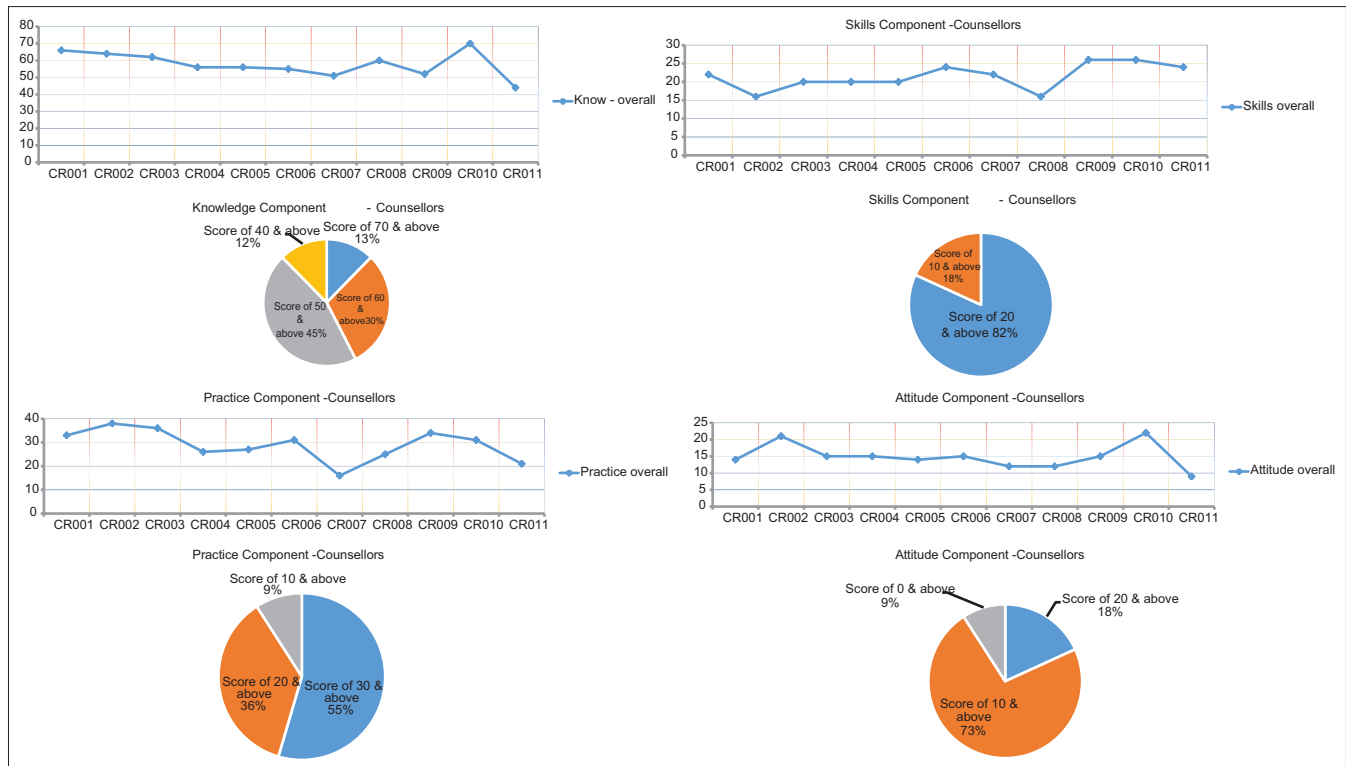 80
70
60
50
40
30
20
10
0
CR001 CR002 CR003 CR004 CR005 CR006 CR007 CR008 CR009 CR010 CR011
Know - overall
Skills Component -Counsellors
30
25
20
15
10
5
0
CR001 CR002 CR003 CR004 CR005 CR006 CR007 CR008 CR009 CR010 CR011
Skills overall
Knowledge Component - Counsellors
Score of 40 & above
12%
Score of 70 & above
13%
Score of 60
&
above30%
Score of 50
&
above 45%
Skills Component - Counsellors
Score of
10 & above
18%
Score of 20
& above 82%
Practice Component -Counsellors
40
30
20
10
0
CR001 CR002 CR003 CR004 CR005 CR006 CR007 CR008 CR009 CR010 CR011
Practice overall
Attitude Component -Counsellors
25
20
15
10
5
0
CR001 CR002 CR003 CR004 CR005 CR006 CR007 CR008 CR009 CR010 CR011
Attitude overall
Practice Component -Counsellors
Score of 10 & above
9%
Score of 20 &
above
36%
Score of 30 &
above
55%
Attitude Component -Counsellors
Score of 0 & above
9%
Score of 20 & above
18%
Score of 10 &
above
73%